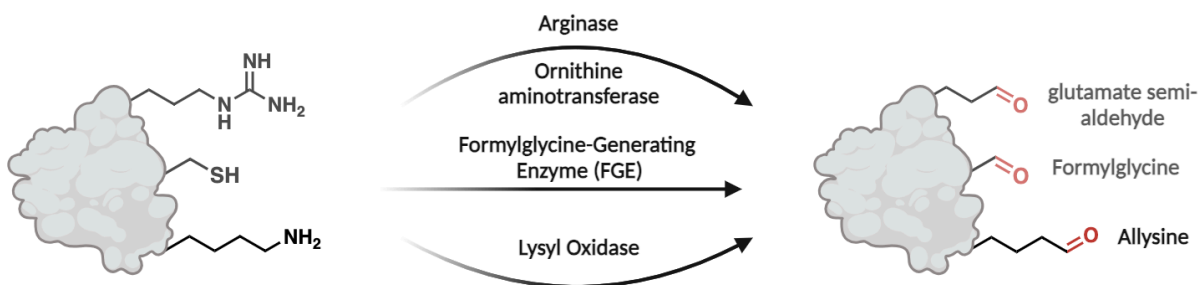 Arginase
Ornithine
aminotransferase
Formylglycine-Generating
Enzyme (FGE)
Lysyl Oxidase
NH
N
H
NH₂
SH
NH₂
O
glutamate semi-
aldehyde
O
Formylglycine
O
Allysine